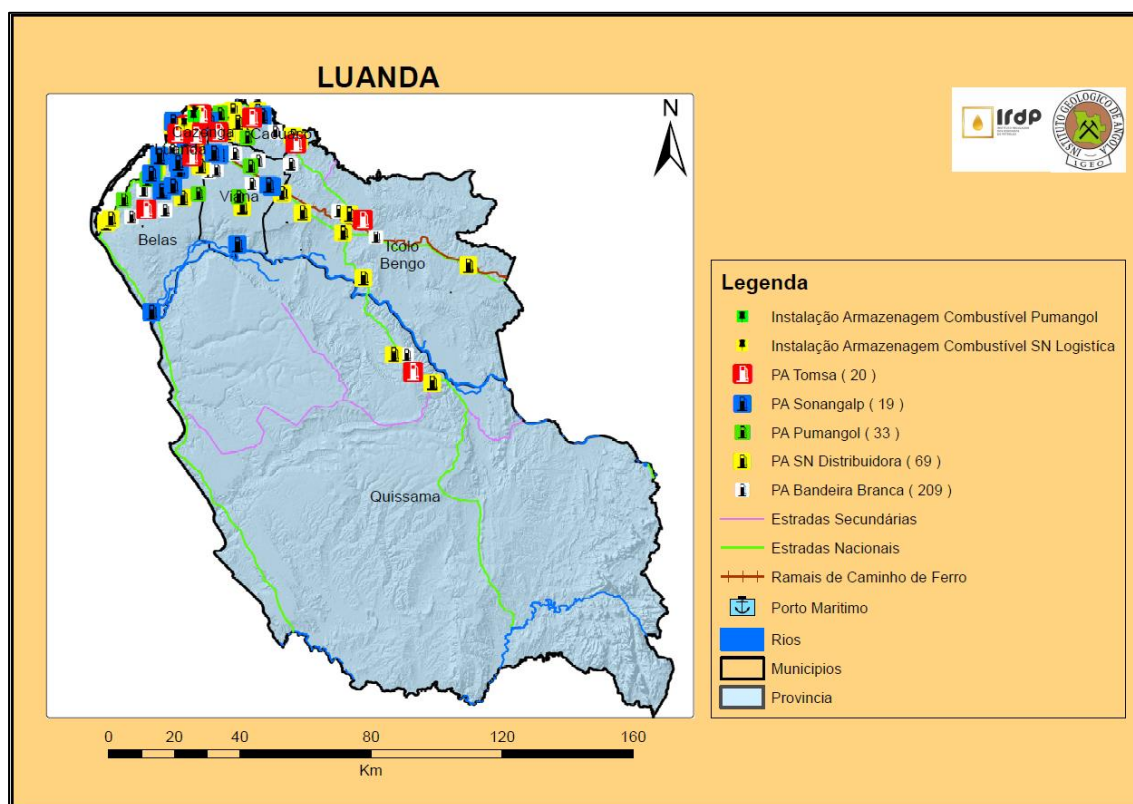 LUANDA
N
Cazenga
Cacuaco
Luanda
Viana
Belas
Icolo
Bengo
Quissama
0 20 40 80 120 160
Km
IRDP
INSTITUTO GEOLOGICO DE ANGOLA
IGEO
Legenda
Instalação Armazenagem Combustível Pumangol
Instalação Armazenagem Combustível SN Logistíca
PA Tomsa ( 20 )
PA Sonangalp ( 19 )
PA Pumangol ( 33 )
PA SN Distribuidora ( 69 )
PA Bandeira Branca ( 209 )
Estradas Secundárias
Estradas Nacionais
Ramais de Caminho de Ferro
Porto Maritimo
Rios
Municipios
Provincia